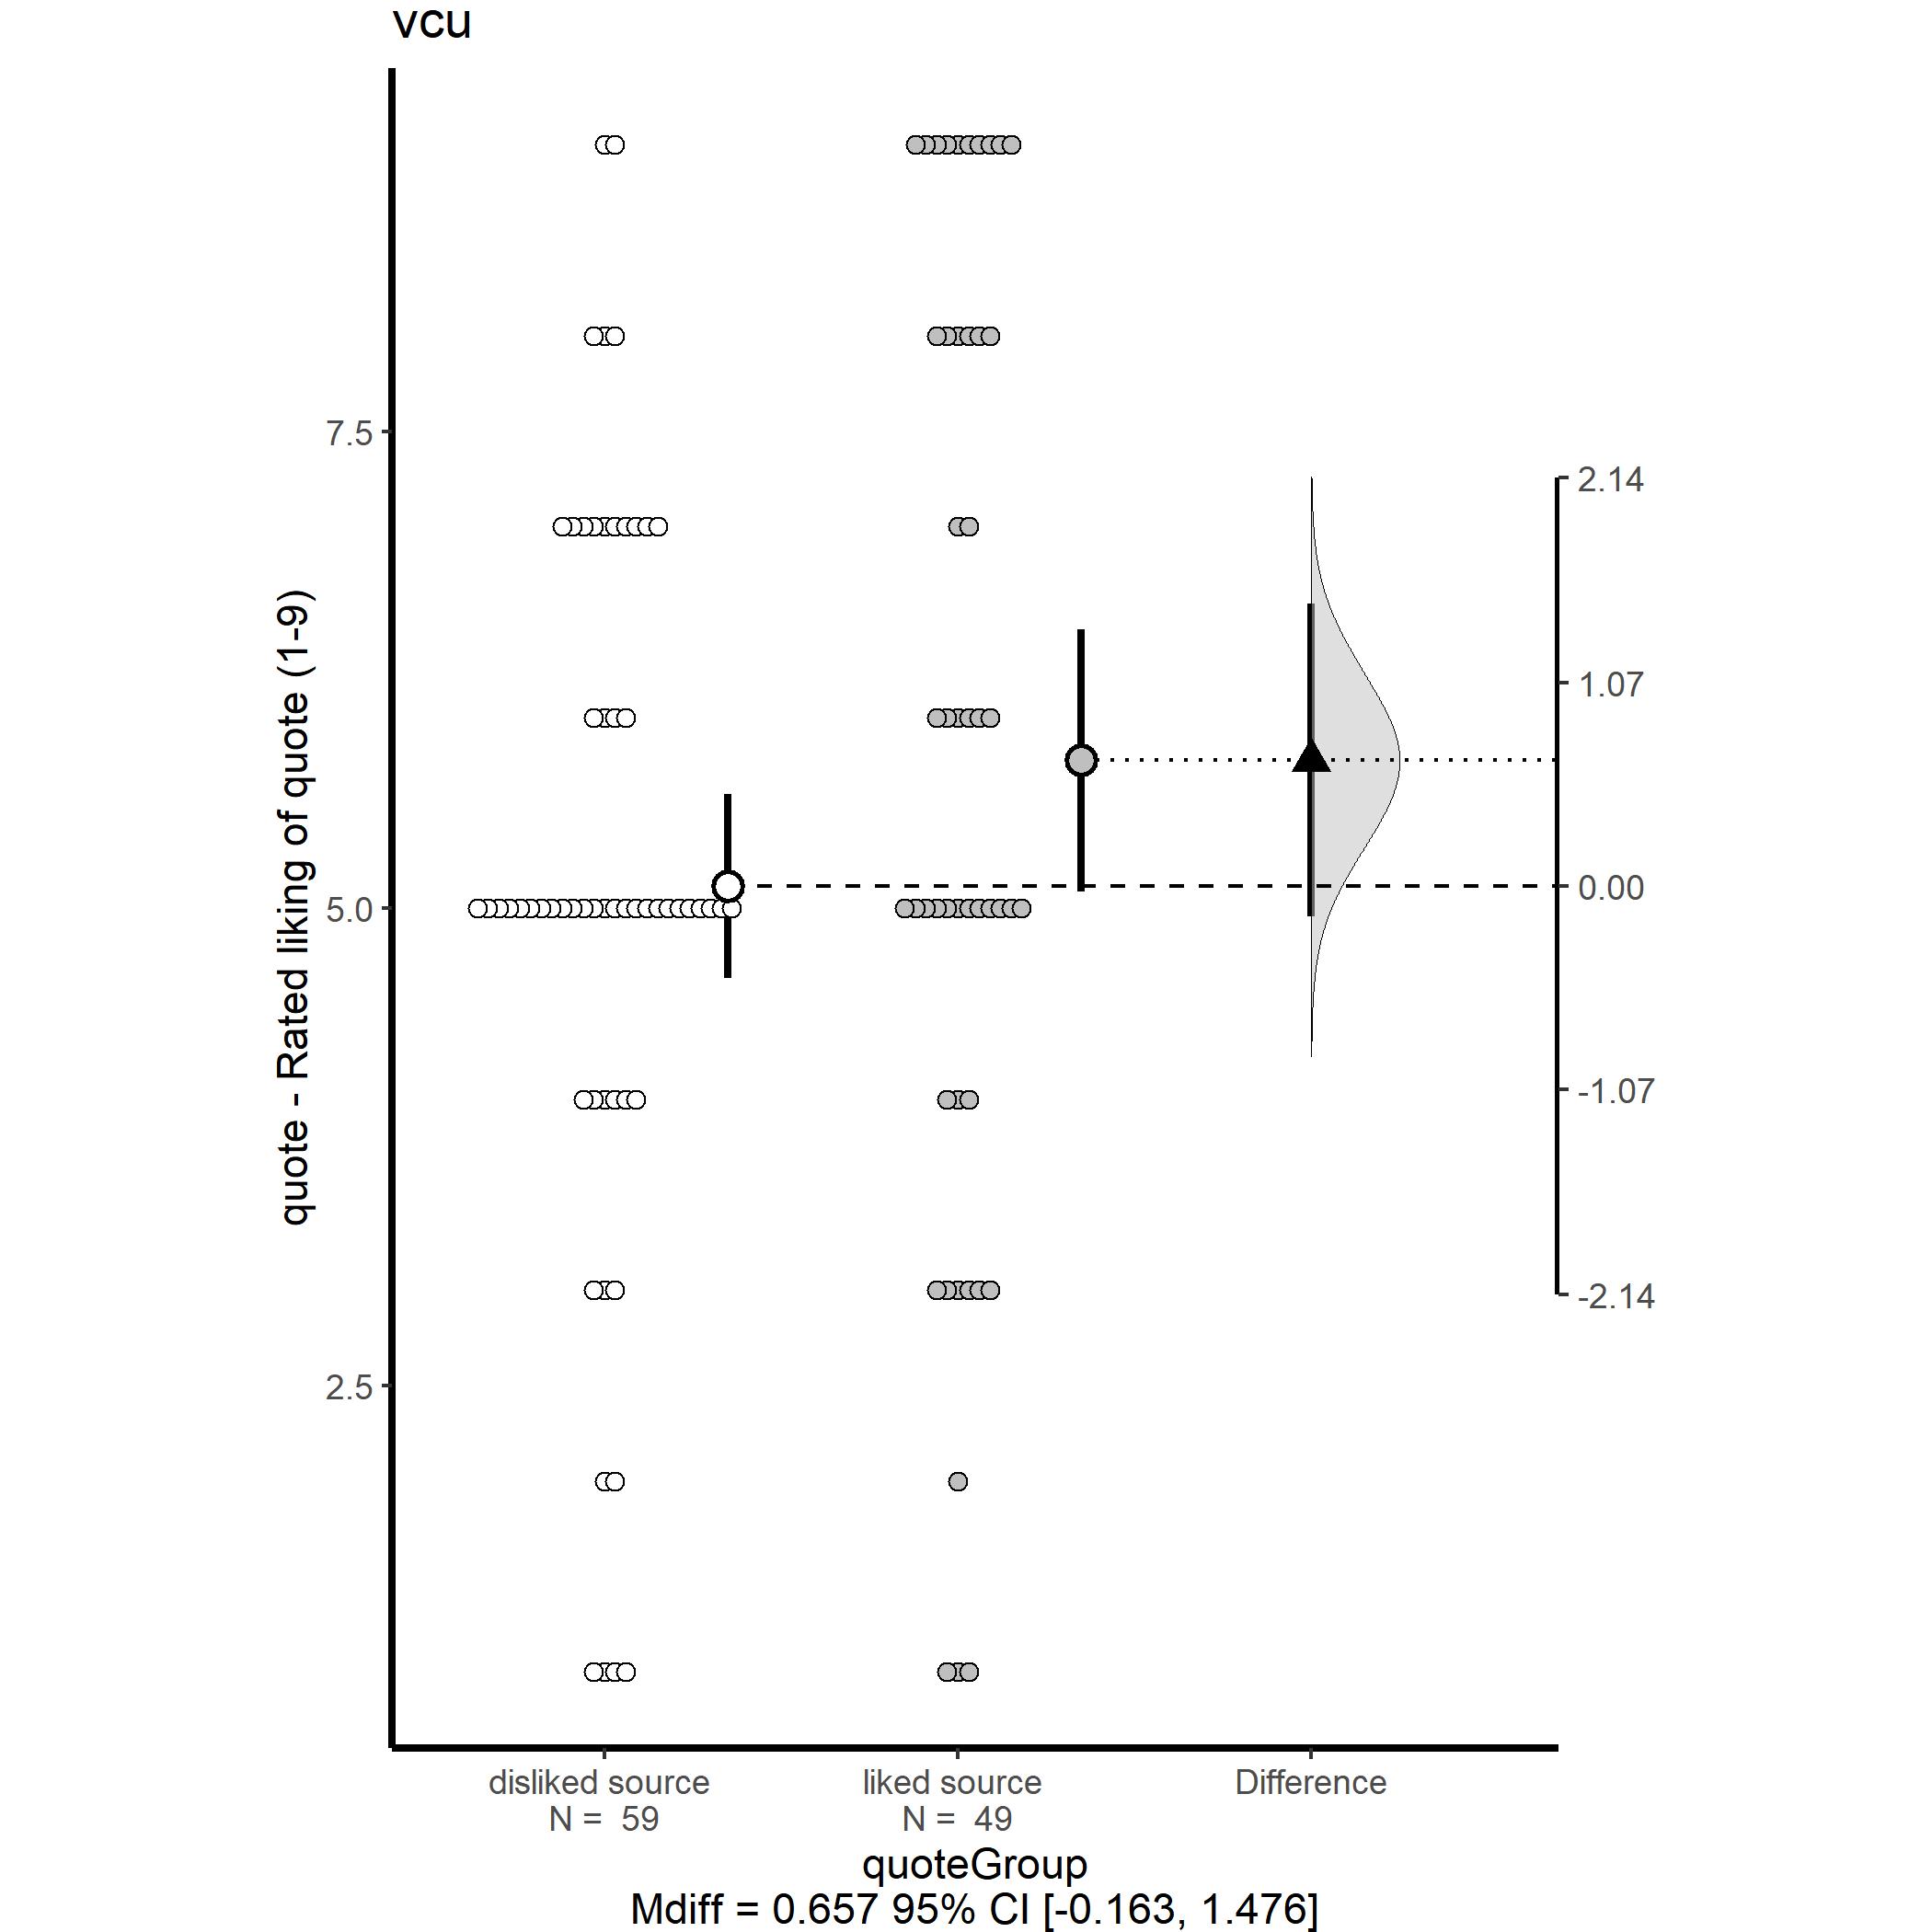 vcu
quote - Rated liking of quote (1-9)
7.5
5.0
2.5
2.14
1.07
0.00
-1.07
-2.14
disliked source
N =  59
liked source
N =  49
Difference
quoteGroup
Mdiff = 0.657 95% CI [-0.163, 1.476]